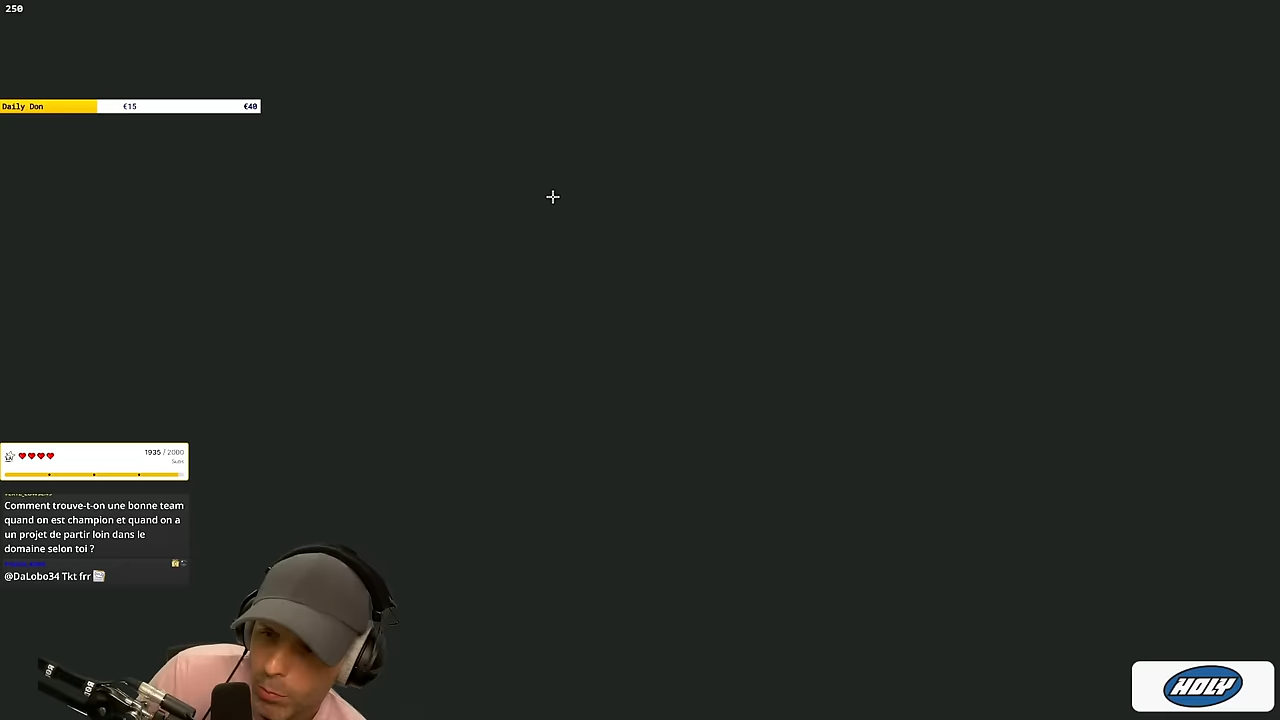 250
Daily Don €15 €40
1935 / 2000
Subs
Comment trouve-t-on une bonne team
quand on est champion et quand on a
un projet de partir loin dans le
domaine selon toi ?
@DaLobo34 Tkt frr
HOLY